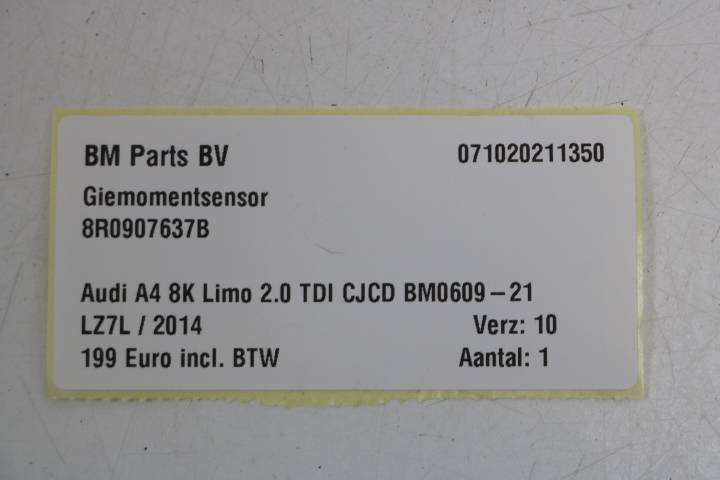 BM Parts BV 071020211350
Giemomentsensor
8R0907637B
Audi A4 8K Limo 2.0 TDI CJCD BM0609-21
LZ7L / 2014 Verz: 10
199 Euro incl. BTW Aantal: 1